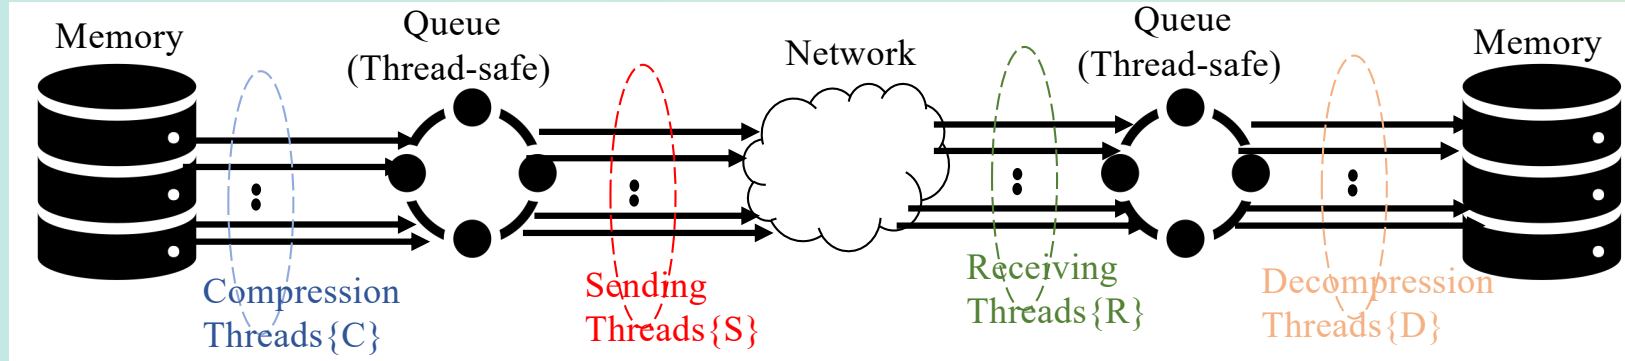 Memory
Queue
(Thread-safe)
Network
Queue
(Thread-safe)
Memory
Compression
Threads{C}
Sending
Threads{S}
Receiving
Threads{R}
Decompression
Threads{D}